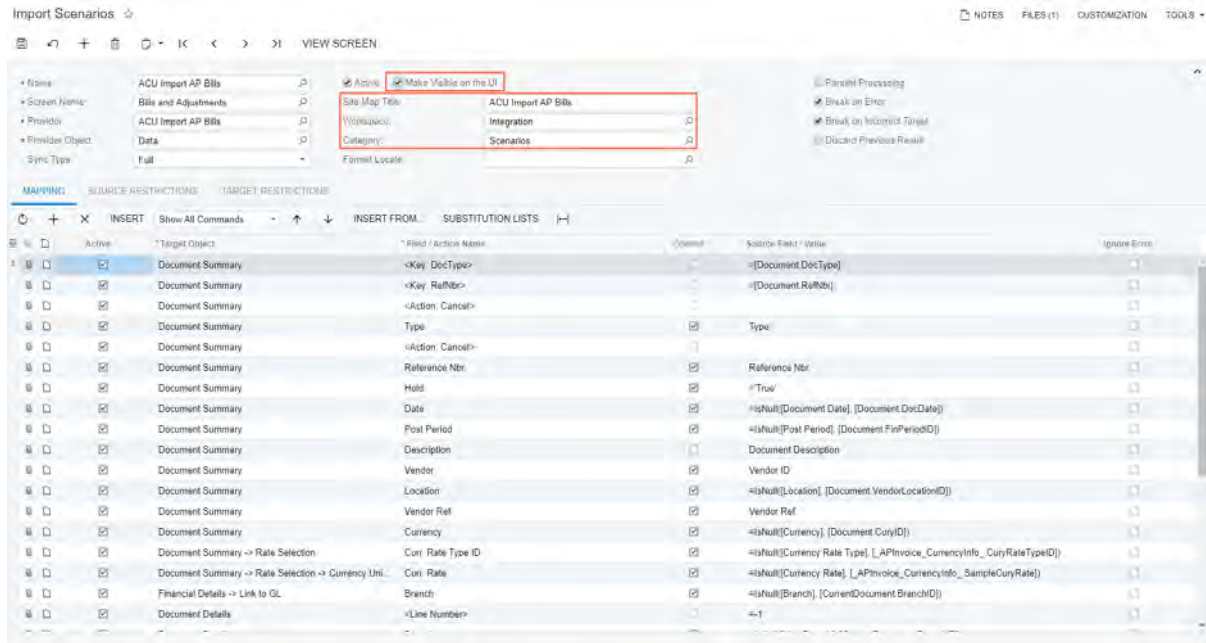 Import Scenarios
NOTES FILES (1) CUSTOMIZATION TOOLS
VIEW SCREEN
* Name: ACU Import AP Bills Active Make Visible on the UI Parallel Processing
* Screen Name: Bills and Adjustments Site Map Title: ACU Import AP Bills Break on Error
* Provider: ACU Import AP Bills Workspace: Integration Break on Incorrect Target
* Provider Object: Data Category: Scenarios Discard Previous Result
Sync Type: Full Format Locale:
MAPPING SOURCE RESTRICTIONS TARGET RESTRICTIONS
INSERT Show All Commands INSERT FROM... SUBSTITUTION LISTS
Active * Target Object * Field / Action Name Commit Source Field / Value Ignore Error
Document Summary <Key: DocType> =[Document.DocType]
Document Summary <Key: RefNbr> =[Document.RefNbr]
Document Summary <Action: Cancel>
Document Summary Type Type
Document Summary <Action: Cancel>
Document Summary Reference Nbr. Reference Nbr.
Document Summary Hold ='True'
Document Summary Date =IsNull([Document Date], [Document.DocDate])
Document Summary Post Period =IsNull([Post Period], [Document.FinPeriodID])
Document Summary Description Document Description
Document Summary Vendor Vendor ID
Document Summary Location =IsNull([Location], [Document.VendorLocationID])
Document Summary Vendor Ref. Vendor Ref.
Document Summary Currency =IsNull([Currency], [Document.CuryID])
Document Summary -> Rate Selection Curr. Rate Type ID =IsNull([Currency Rate Type], [_APInvoice_CurrencyInfo_.CuryRateTypeID])
Document Summary -> Rate Selection -> Currency Uni... Curr. Rate =IsNull([Currency Rate], [_APInvoice_CurrencyInfo_.SampleCuryRate])
Financial Details -> Link to GL Branch =IsNull([Branch], [CurrentDocument.BranchID])
Document Details <Line Number> =-1